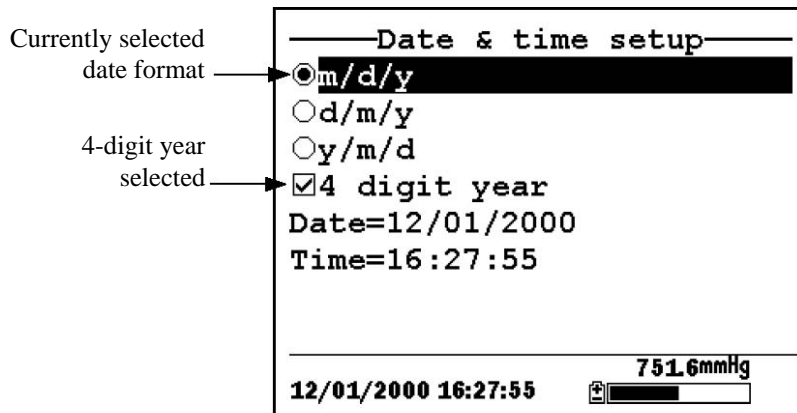 Currently selected
date format
4-digit year
selected
Date & time setup
m/d/y
d/m/y
y/m/d
4 digit year
Date=12/01/2000
Time=16:27:55
751.6mmHg
12/01/2000 16:27:55